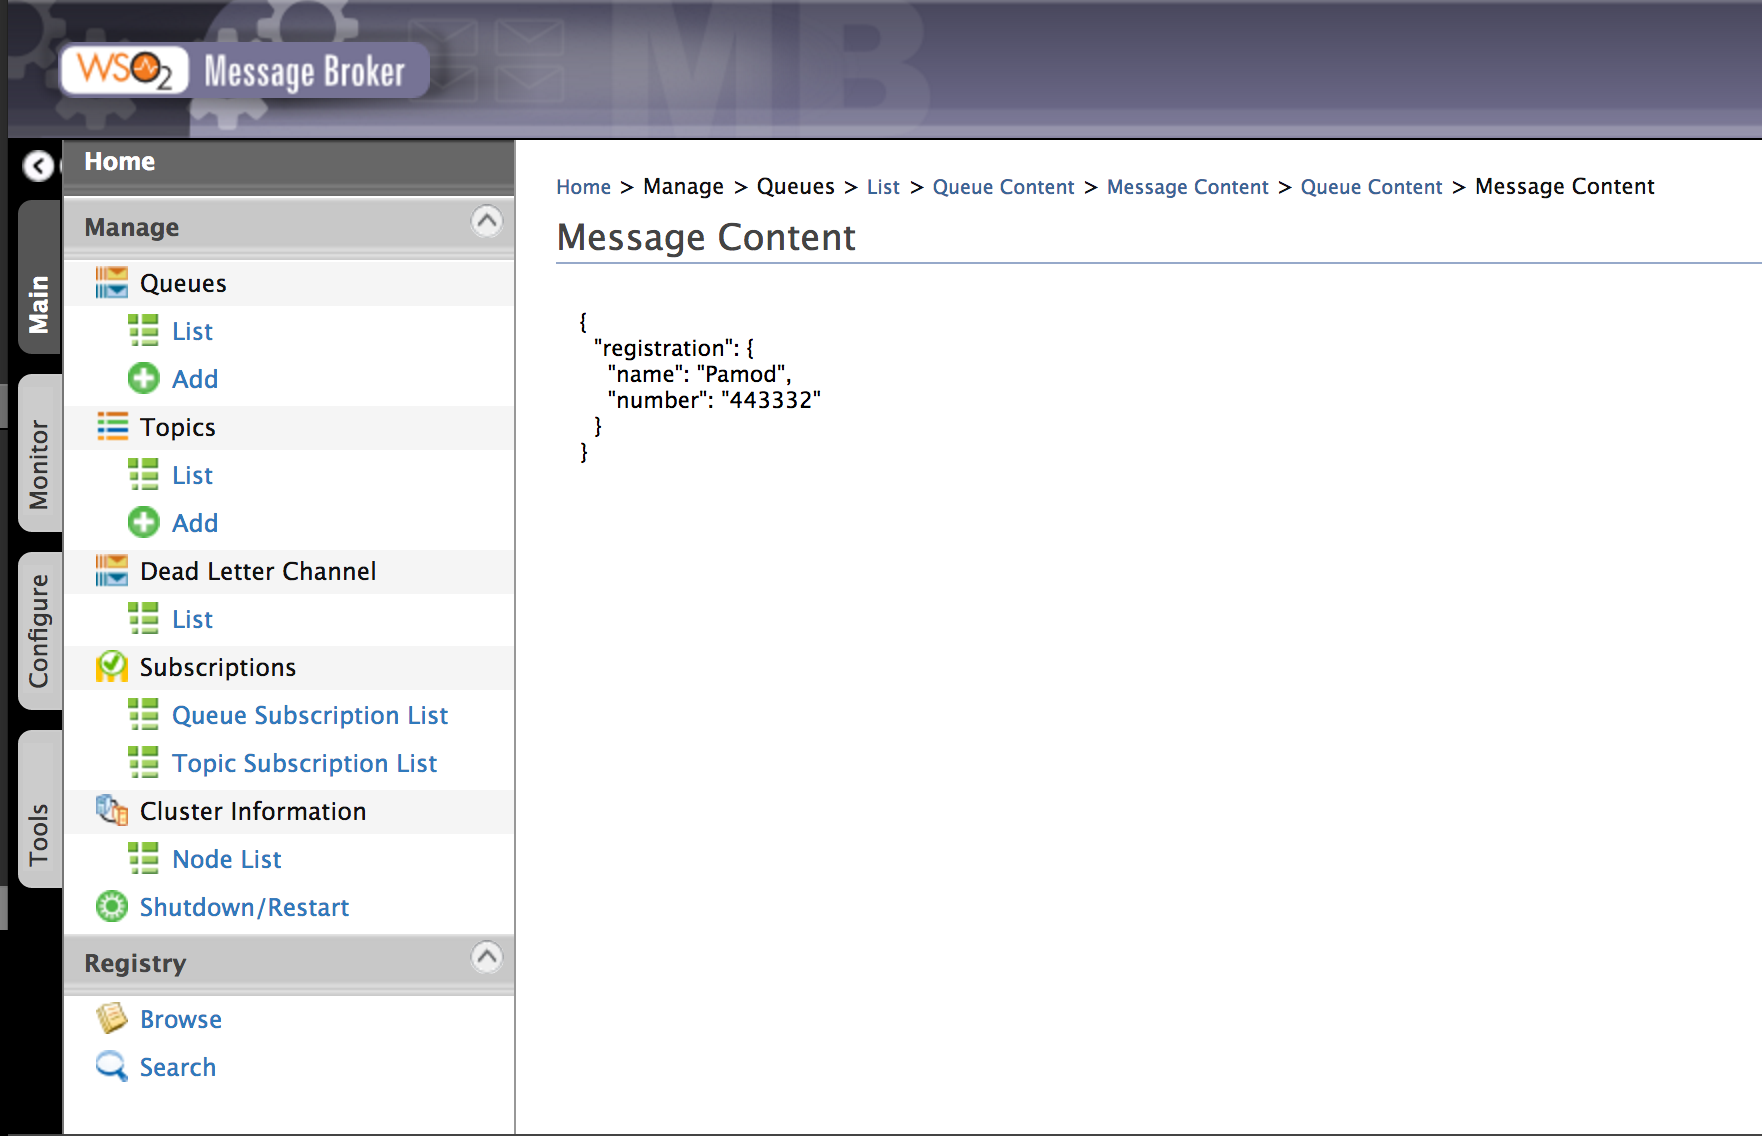 WSO2 Message Broker
MB
Main
Monitor
Configure
Tools
Home
Manage
Queues
List
Add
Topics
List
Add
Dead Letter Channel
List
Subscriptions
Queue Subscription List
Topic Subscription List
Cluster Information
Node List
Shutdown/Restart
Registry
Browse
Search
Home > Manage > Queues > List > Queue Content > Message Content > Queue Content > Message Content
Message Content
{
"registration": {
"name": "Pamod",
"number": "443332"
}
}